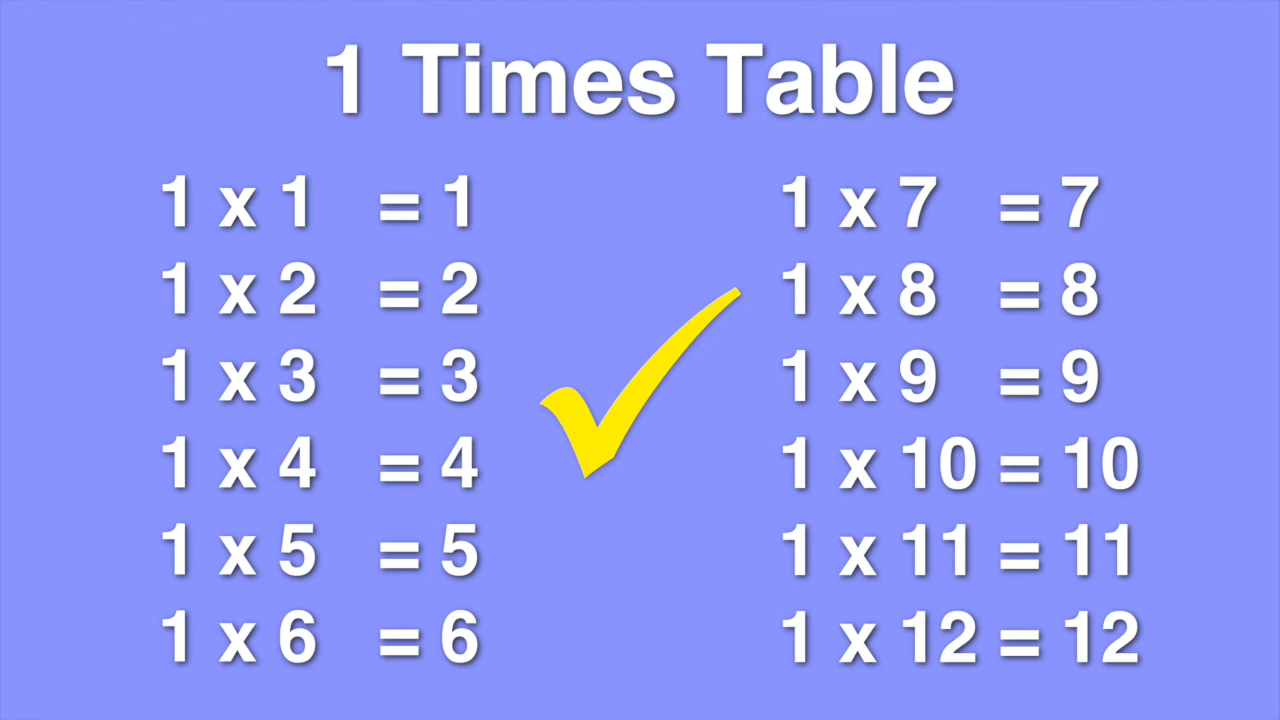 1 Times Table
1 x 1 = 1
1 x 2 = 2
1 x 3 = 3
1 x 4 = 4
1 x 5 = 5
1 x 6 = 6
1 x 7 = 7
1 x 8 = 8
1 x 9 = 9
1 x 10 = 10
1 x 11 = 11
1 x 12 = 12